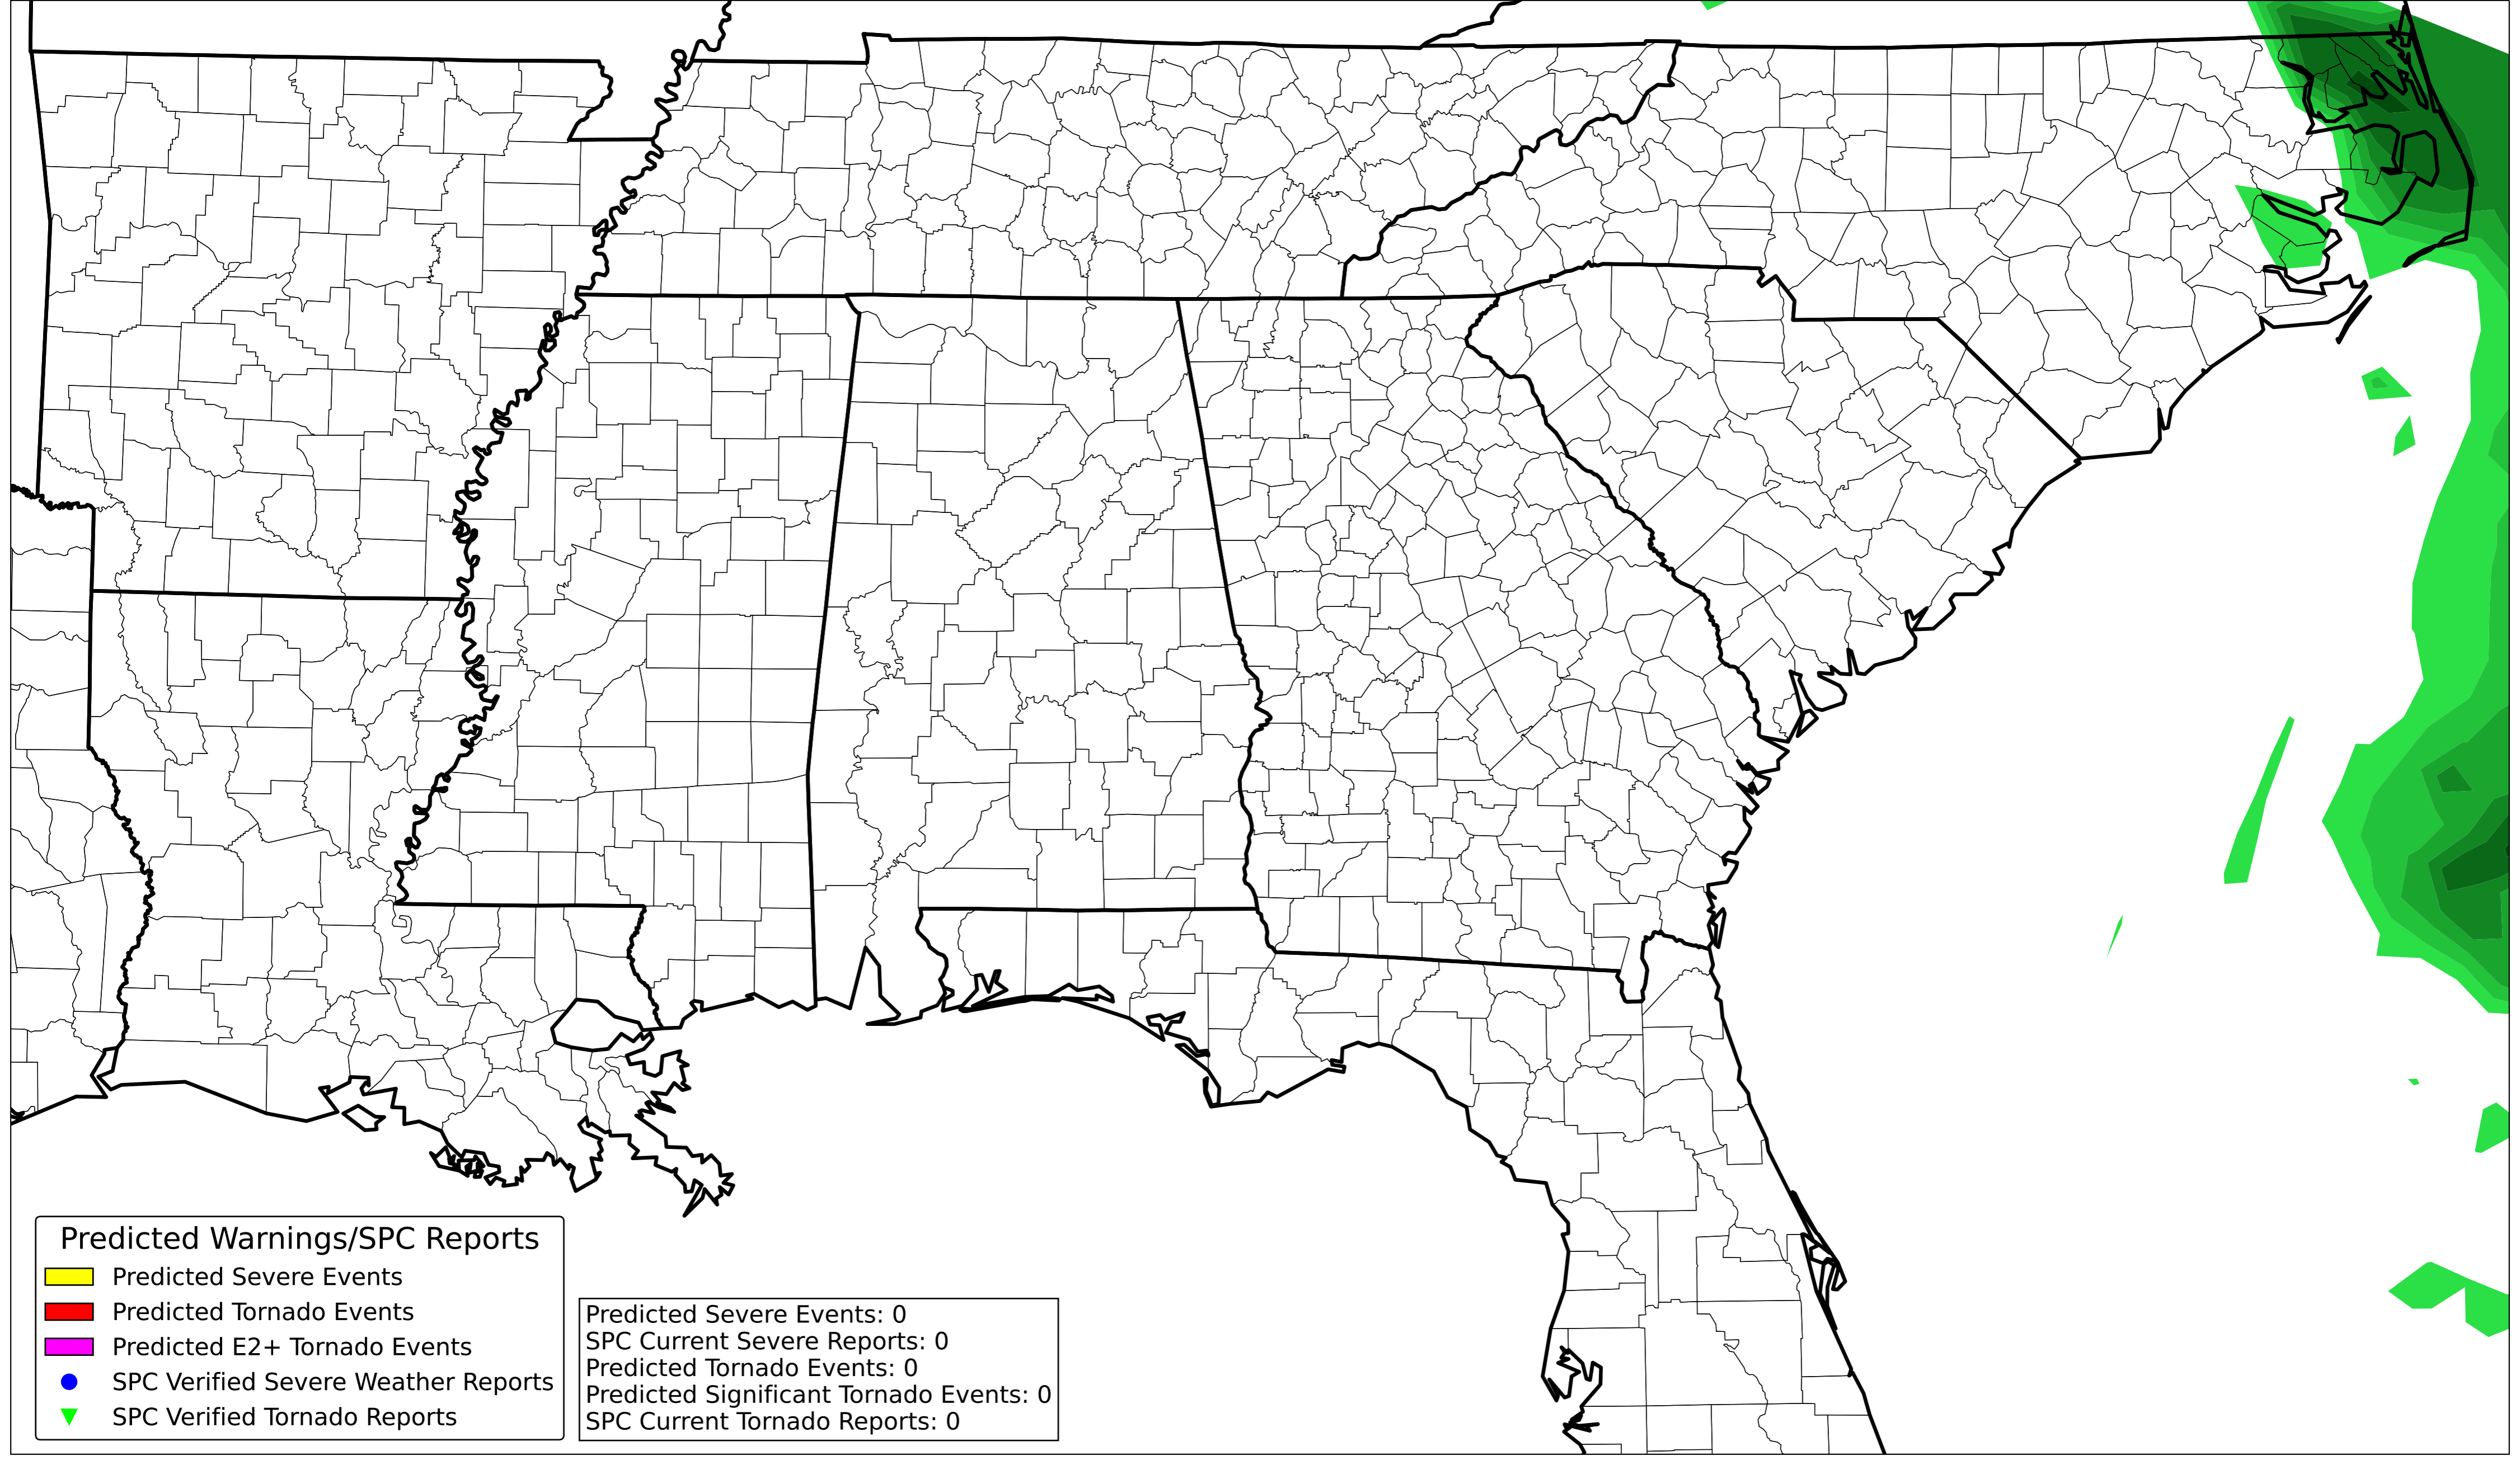 Predicted Warnings/SPC Reports
Predicted Severe Events
Predicted Tornado Events
Predicted E2+ Tornado Events
SPC Verified Severe Weather Reports
SPC Verified Tornado Reports
Predicted Severe Events: 0
SPC Current Severe Reports: 0
Predicted Tornado Events: 0
Predicted Significant Tornado Events: 0
SPC Current Tornado Reports: 0